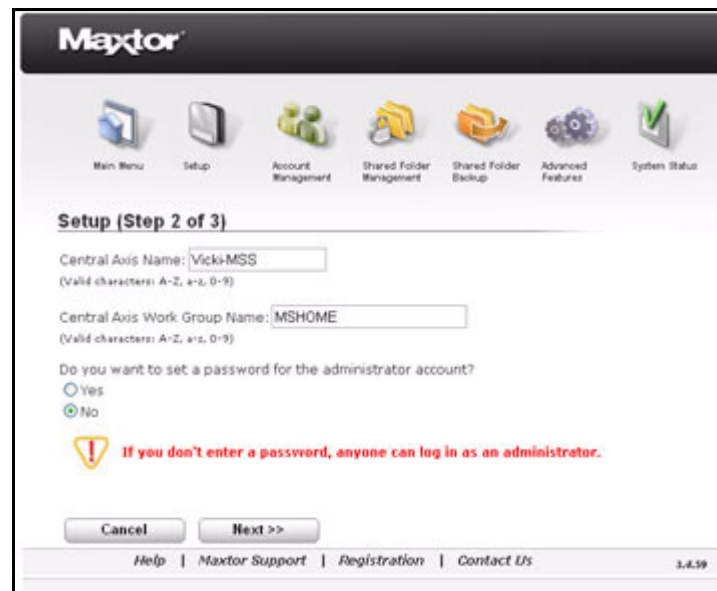 Maxtor
Main Menu
Setup
Account Management
Shared Folder Management
Shared Folder Backup
Advanced Features
System Status
Setup (Step 2 of 3)
Central Axis Name: Vicki-MSS
(Valid characters: A-Z, a-z, 0-9)
Central Axis Work Group Name: MSHOME
(Valid characters: A-Z, a-z, 0-9)
Do you want to set a password for the administrator account?
Yes
No
If you don't enter a password, anyone can log in as an administrator.
Cancel Next >>
Help | Maxtor Support | Registration | Contact Us